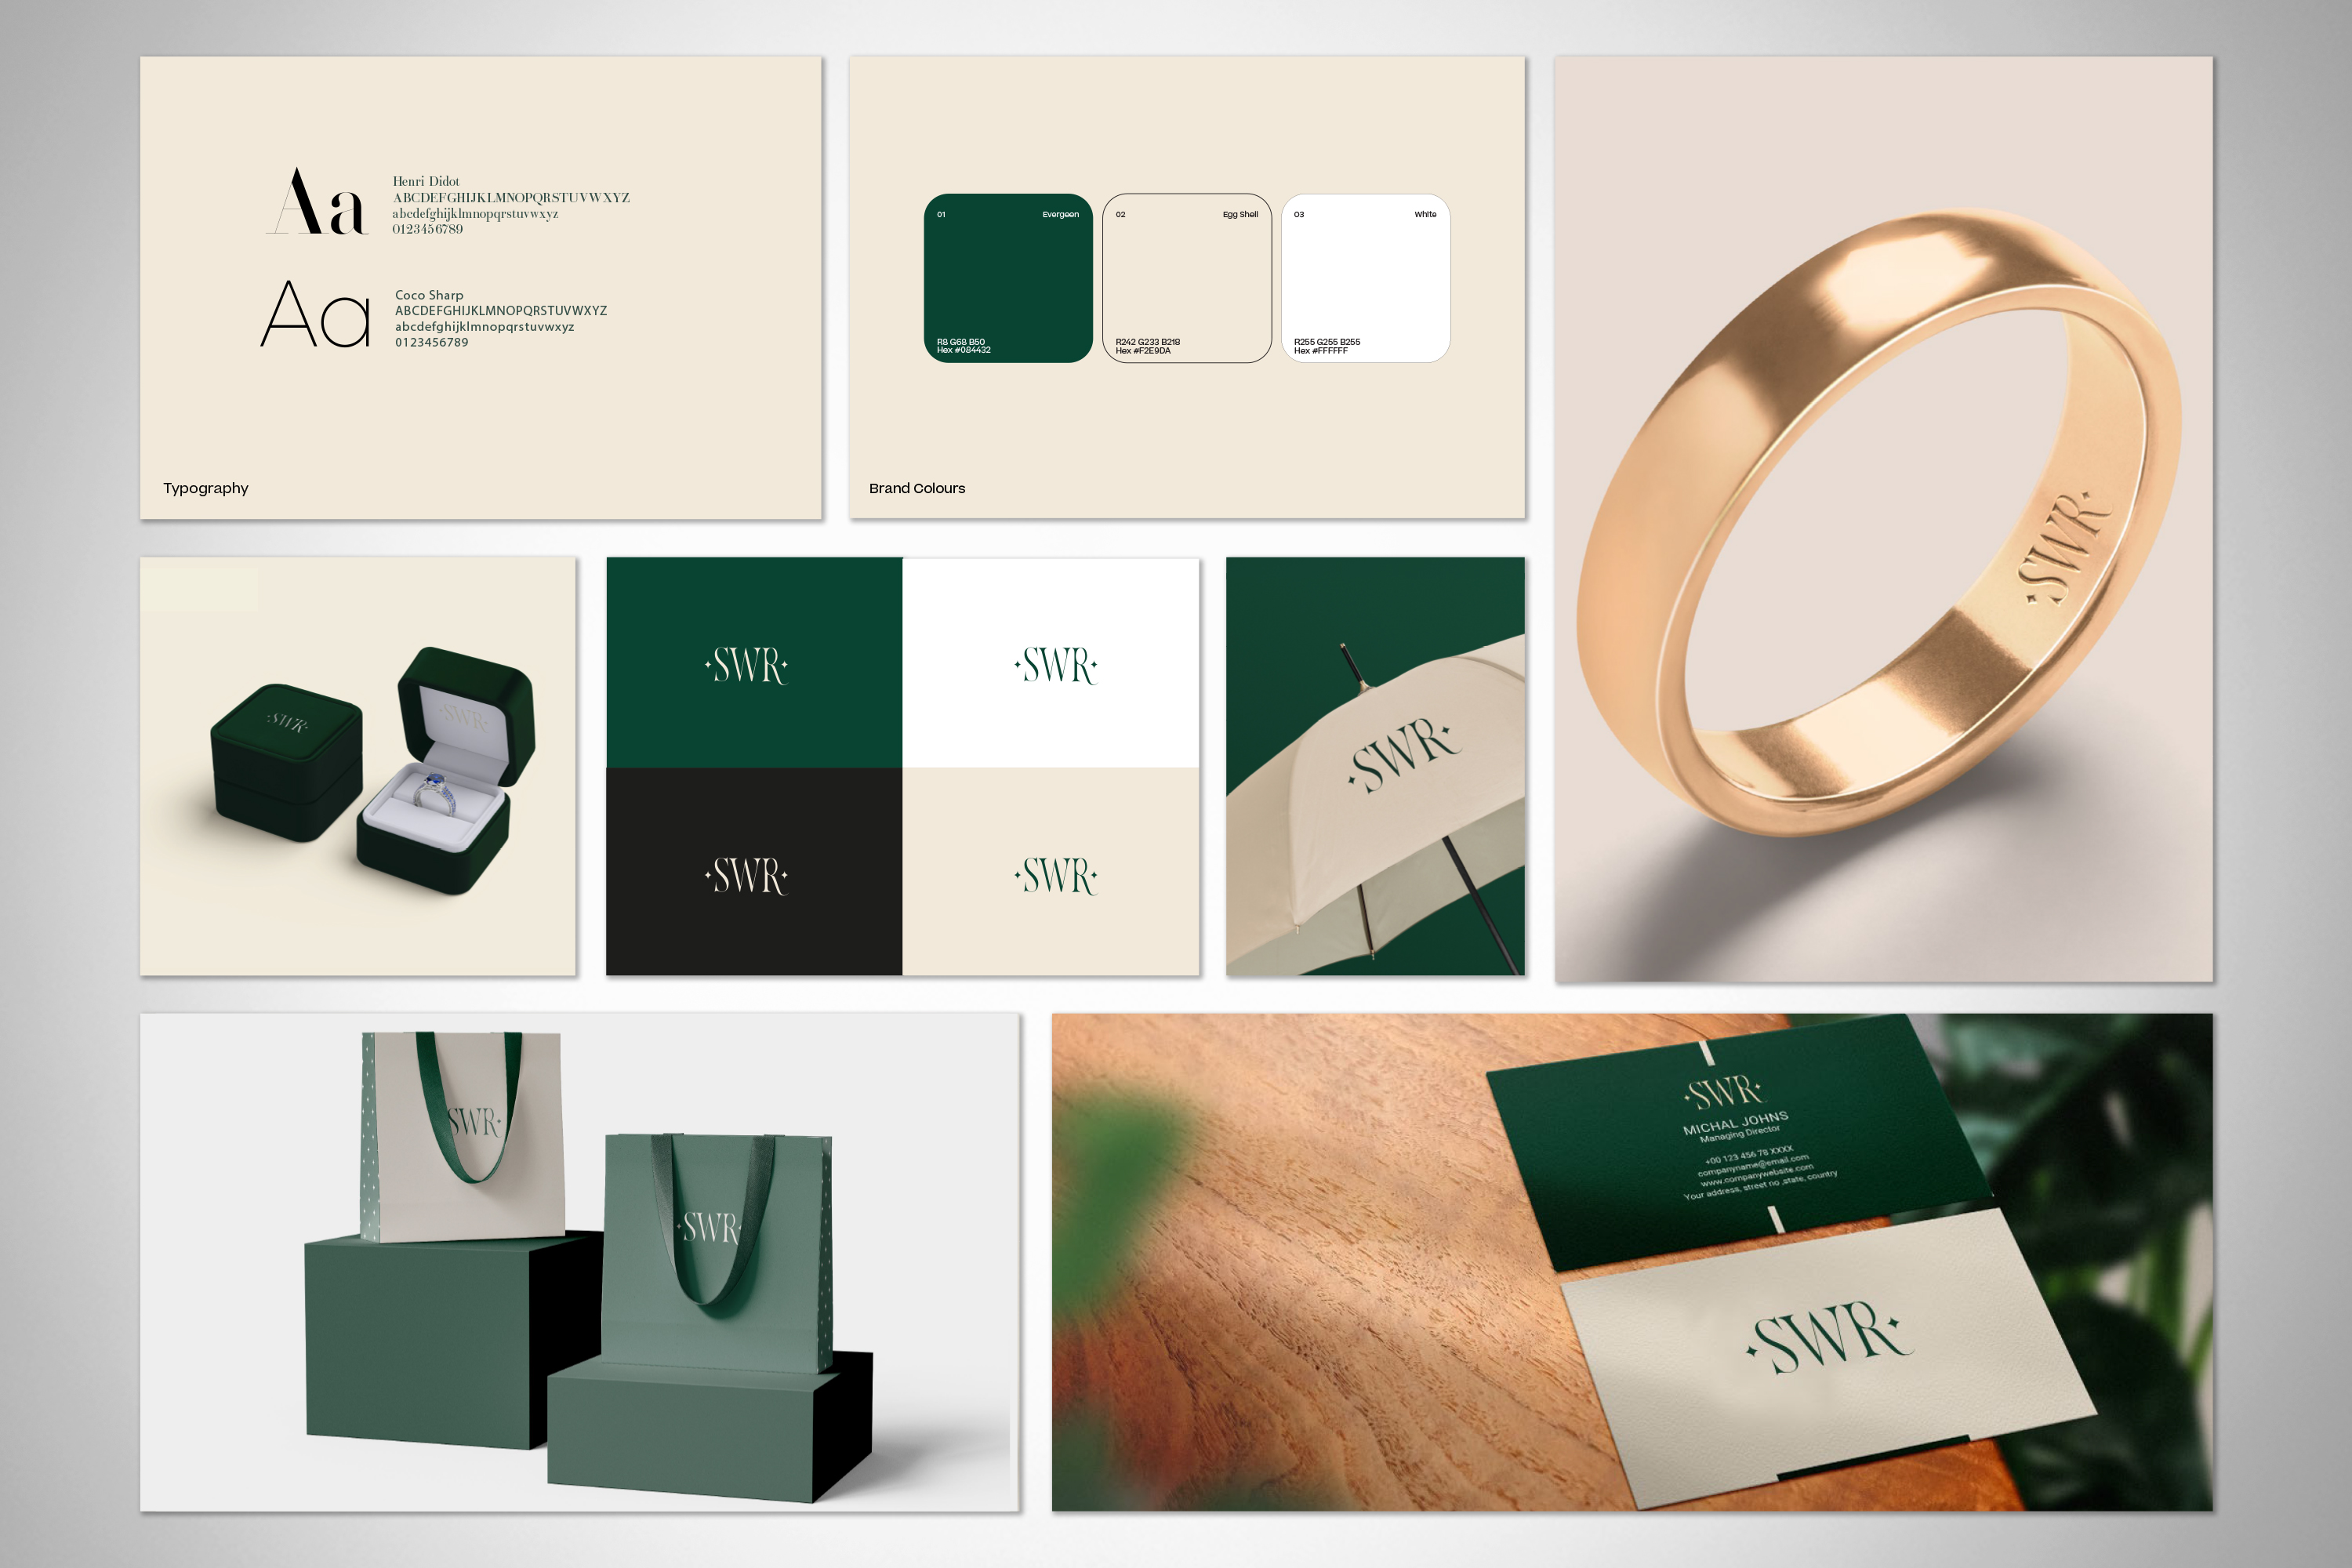 Aa
Henri Didot
ABCDEFGHIJKLMNOPQRSTUVWXYZ
abcdefghijklmnopqrstuvwxyz
0123456789
Aa
Coco Sharp
ABCDEFGHIJKLMNOPQRSTUVWXYZ
abcdefghijklmnopqrstuvwxyz
0123456789
Typography
01 Evergeen
R8 G68 B50
Hex #084432
02 Egg Shell
R242 G233 B218
Hex #F2E9DA
03 White
R255 G255 B255
Hex #FFFFFF
Brand Colours
SWR
SWR
SWR
SWR
SWR
SWR
SWR
SWR
SWR
SWR
SWR
MICHAL JOHNS
Managing Director
+00 123 456 78 XXXX
companyname@email.com
www.companywebsite.com
Your address, street no ,state, country
SWR